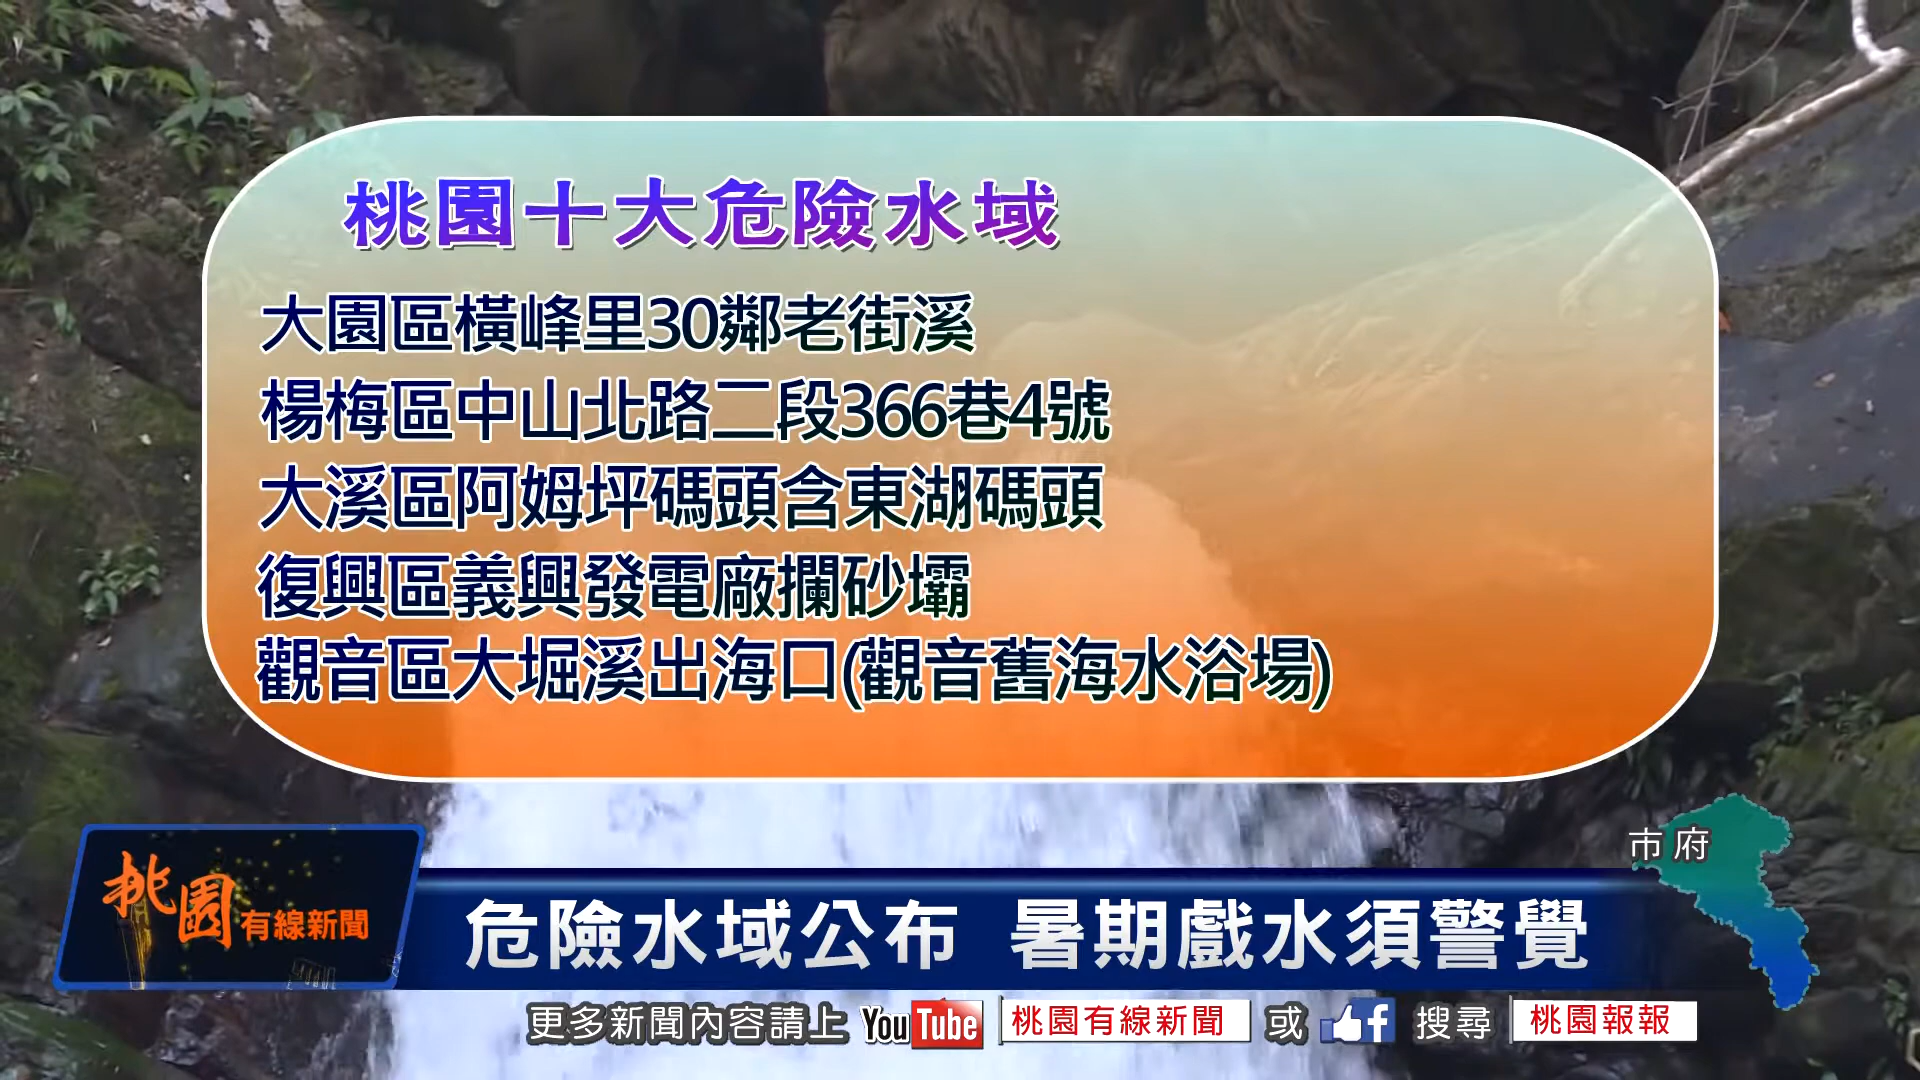 桃園十大危險水域
大園區橫峰里30鄰老街溪
楊梅區中山北路二段366巷4號
大溪區阿姆坪碼頭含東湖碼頭
復興區義興發電廠攔砂壩
觀音區大堀溪出海口(觀音舊海水浴場)
市府
桃園有線新聞
危險水域公布 暑期戲水須警覺
更多新聞內容請上 YouTube 桃園有線新聞 或 f 搜尋 桃園報報